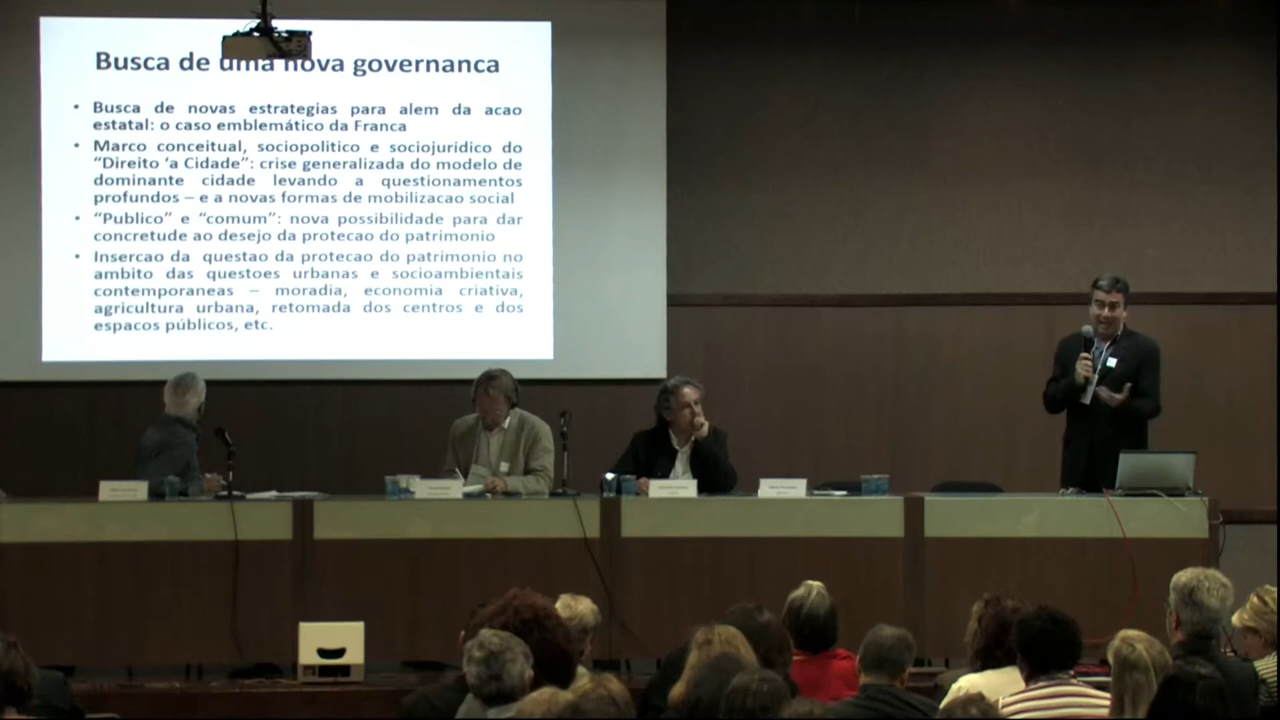 Busca de uma nova governanca
• Busca de novas estrategias para alem da acao
estatal: o caso emblemático da Franca
• Marco conceitual, sociopolitico e sociojuridico do
“Direito ‘a Cidade”: crise generalizada do modelo de
dominante cidade levando a questionamentos
profundos – e a novas formas de mobilizacao social
• “Publico” e “comum”: nova possibilidade para dar
concretude ao desejo da protecao do patrimonio
• Insercao da questao da protecao do patrimonio no
ambito das questoes urbanas e socioambientais
contemporaneas – moradia, economia criativa,
agricultura urbana, retomada dos centros e dos
espacos públicos, etc.